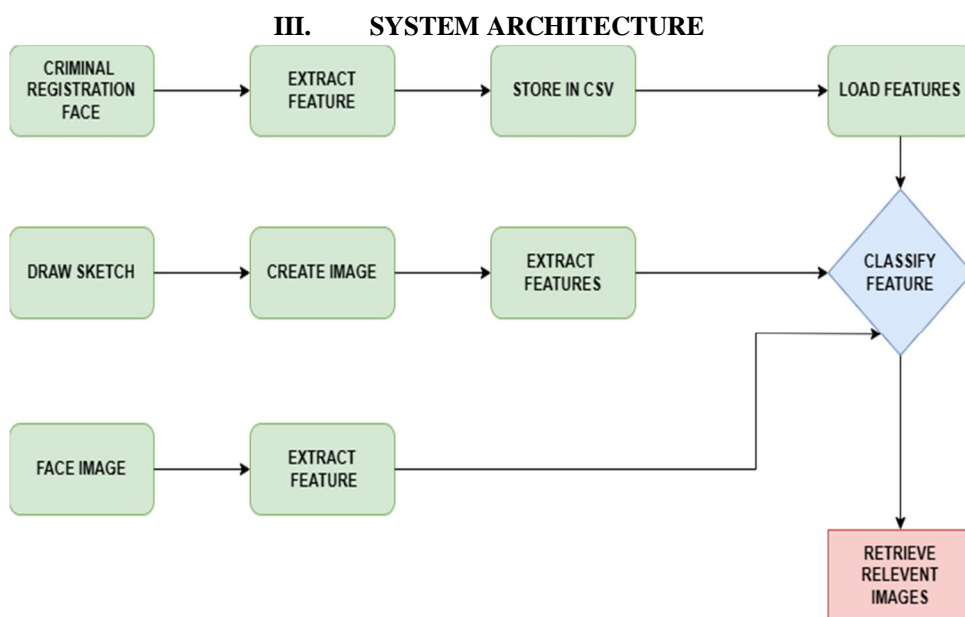 III. SYSTEM ARCHITECTURE
CRIMINAL
REGISTRATION
FACE
EXTRACT
FEATURE
STORE IN CSV
LOAD FEATURES
DRAW SKETCH
CREATE IMAGE
EXTRACT
FEATURES
CLASSIFY
FEATURE
FACE IMAGE
EXTRACT
FEATURE
RETRIEVE
RELEVENT
IMAGES